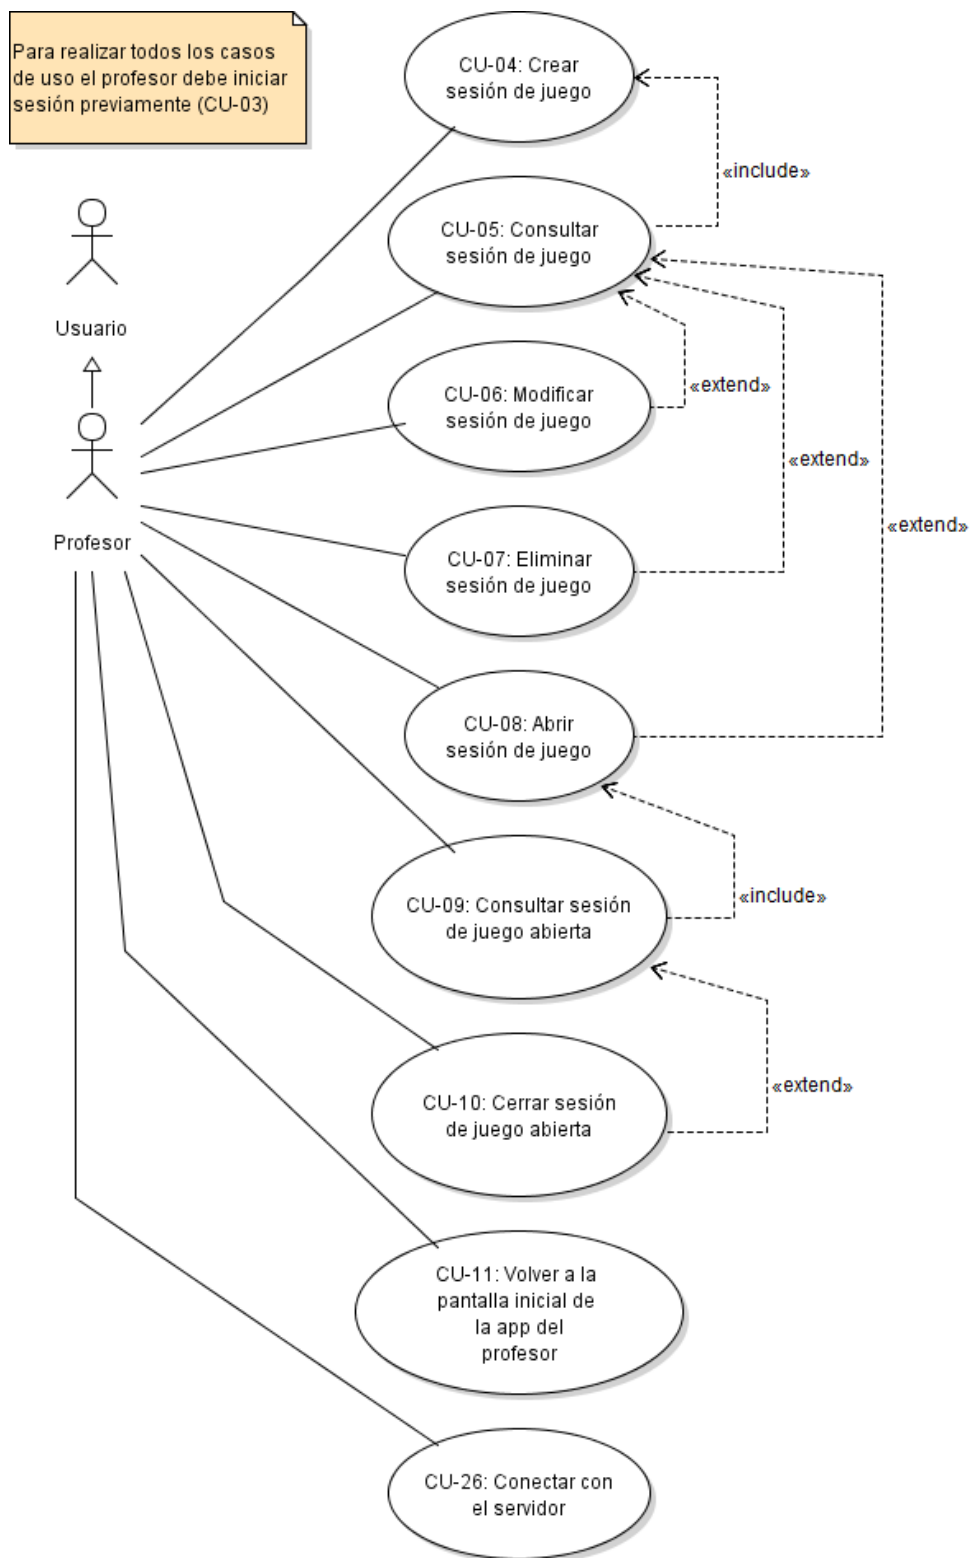 Para realizar todos los casos
de uso el profesor debe iniciar
sesión previamente (CU-03)
CU-04: Crear
sesión de juego
«include»
CU-05: Consultar
sesión de juego
Usuario
CU-06: Modificar
sesión de juego
«extend»
«extend»
«extend»
Profesor
CU-07: Eliminar
sesión de juego
CU-08: Abrir
sesión de juego
CU-09: Consultar sesión
de juego abierta
«include»
CU-10: Cerrar sesión
de juego abierta
«extend»
CU-11: Volver a la
pantalla inicial de
la app del
profesor
CU-26: Conectar con
el servidor